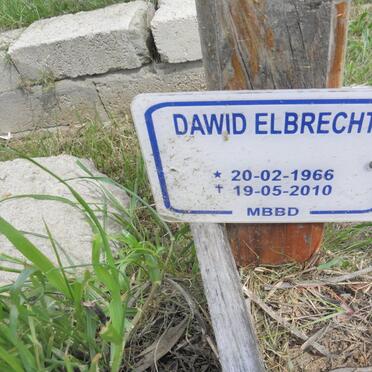 DAWID ELBRECHT
★ 20-02-1966
† 19-05-2010
MBBD